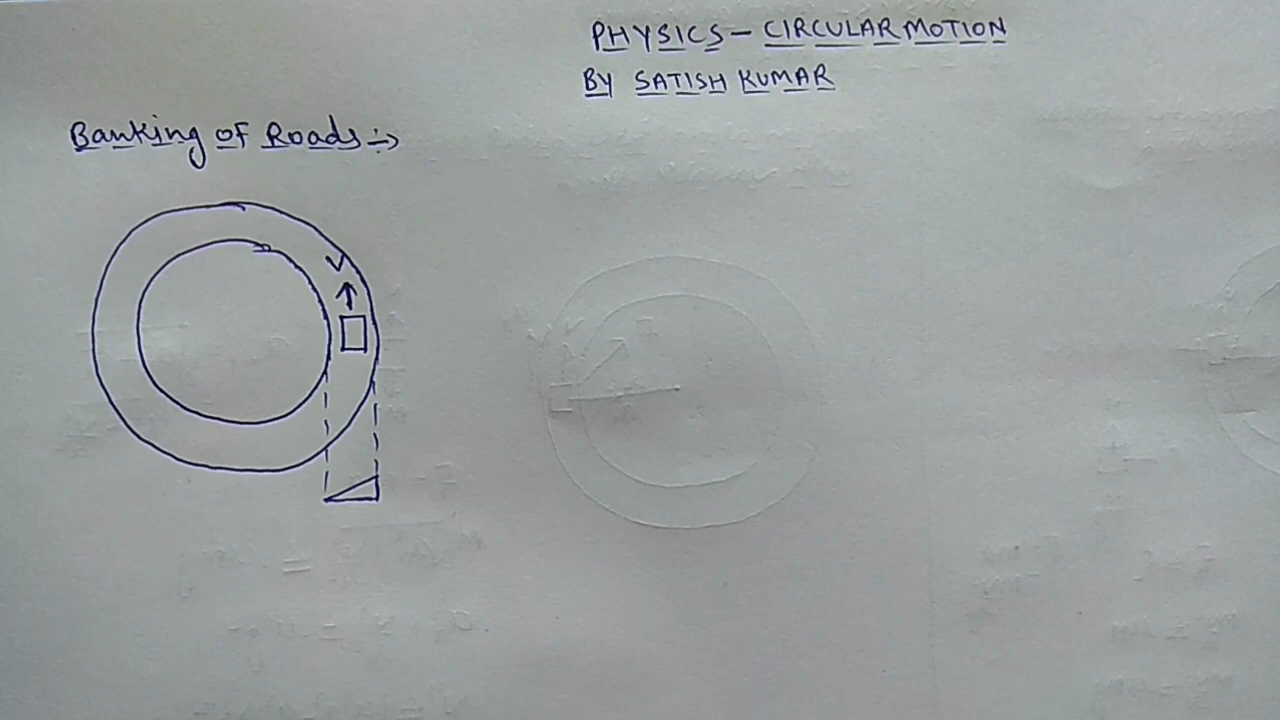 PHYSICS - CIRCULAR MOTION
BY SATISH KUMAR
Banking of Roads :->
V